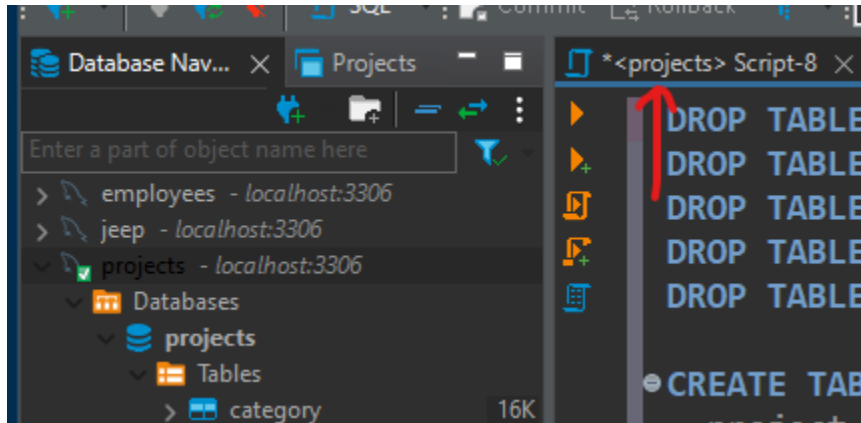 SQL Commit Rollback
Database Nav... Projects
*<projects> Script-8
Enter a part of object name here
employees - localhost:3306
jeep - localhost:3306
projects - localhost:3306
Databases
projects
Tables
category 16K
DROP TABLE
DROP TABLE
DROP TABLE
DROP TABLE
DROP TABLE
CREATE TAB
project